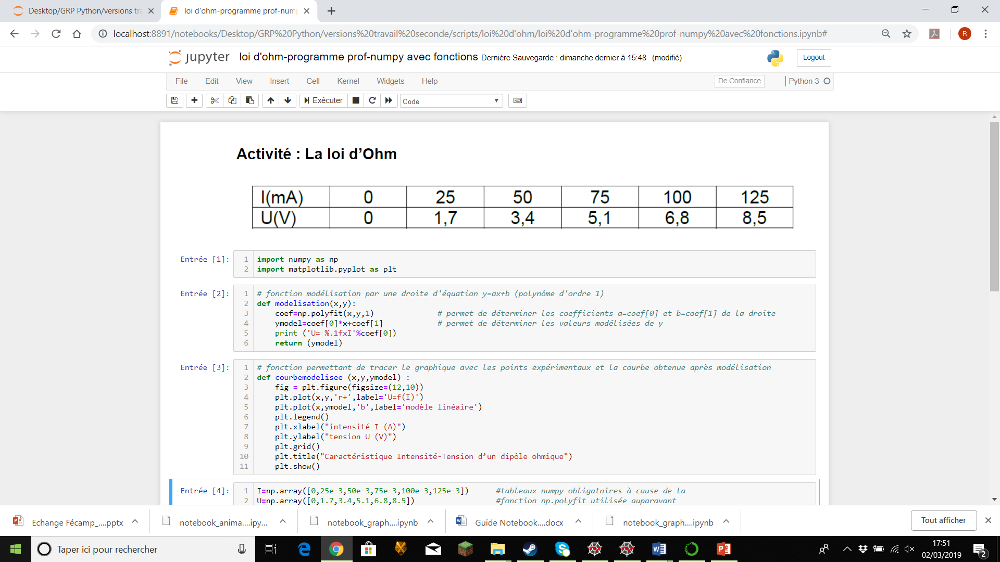 Desktop/GRP Python/versions tra
loi d'ohm-programme prof-num
localhost:8891/notebooks/Desktop/GRP%20Python/versions%20travail%20seconde/scripts/loi%20d'ohm/loi%20d'ohm-programme%20prof-numpy%20avec%20fonctions.ipynb#
R
jupyter loi d'ohm-programme prof-numpy avec fonctions Dernière Sauvegarde : dimanche dernier à 15:48 (modifié)
Logout
File Edit View Insert Cell Kernel Widgets Help
De Confiance
Python 3
Exécuter
Code
Activité : La loi d’Ohm
I(mA) 0 25 50 75 100 125
U(V) 0 1,7 3,4 5,1 6,8 8,5
Entrée [1]:
1 import numpy as np
2 import matplotlib.pyplot as plt
Entrée [2]:
1 # fonction modélisation par une droite d'équation y=ax+b (polynôme d'ordre 1)
2 def modelisation(x,y):
3 coef=np.polyfit(x,y,1) # permet de déterminer les coefficients a=coef[0] et b=coef[1] de la droite
4 ymodel=coef[0]*x+coef[1] # permet de déterminer les valeurs modélisées de y
5 print ('U= %.1fxI'%coef[0])
6 return (ymodel)
Entrée [3]:
1 # fonction permettant de tracer le graphique avec les points expérimentaux et la courbe obtenue après modélisation
2 def courbemodelisee (x,y,ymodel) :
3 fig = plt.figure(figsize=(12,10))
4 plt.plot(x,y,'r+',label='U=f(I)')
5 plt.plot(x,ymodel,'b',label='modèle linéaire')
6 plt.legend()
7 plt.xlabel("intensité I (A)")
8 plt.ylabel("tension U (V)")
9 plt.grid()
10 plt.title("Caractéristique Intensité-Tension d’un dipôle ohmique")
11 plt.show()
Entrée [4]:
1 I=np.array([0,25e-3,50e-3,75e-3,100e-3,125e-3]) #tableaux numpy obligatoires à cause de la
2 U=np.array([0,1.7,3.4,5.1,6.8,8.5]) #fonction np.polyfit utilisée auparavant
Echange Fécamp_....pptx
notebook_anima....ipy...
notebook_graph....ipynb
Guide Notebook....docx
notebook_graph....ipynb
Tout afficher
Taper ici pour rechercher
17:51
02/03/2019
2